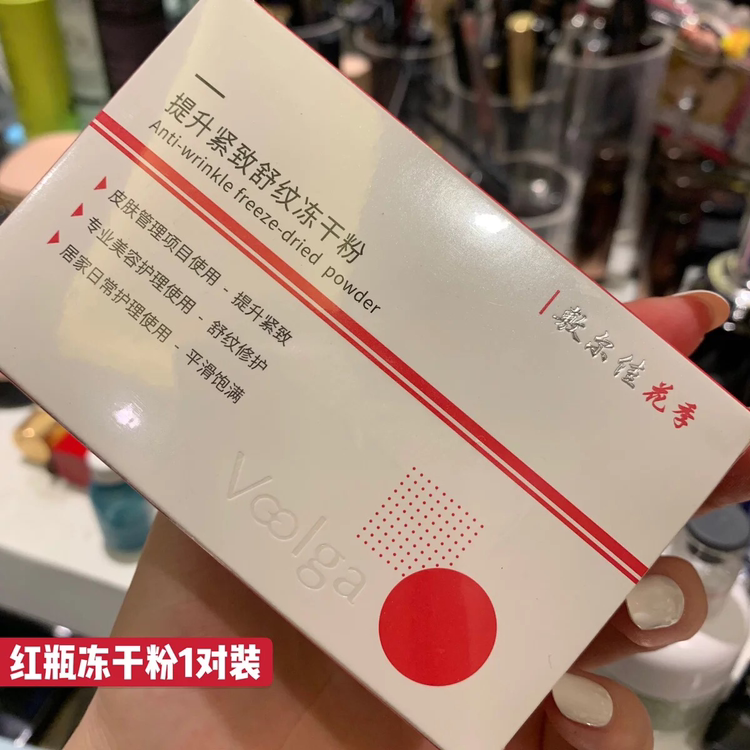 提升紧致舒纹冻干粉
Anti-wrinkle freeze-dried powder
皮肤管理项目使用 - 提升紧致
专业美容护理使用 - 舒纹修护
居家日常护理使用 - 平滑饱满
敷尔佳 花季
Voolga
红瓶冻干粉1对装